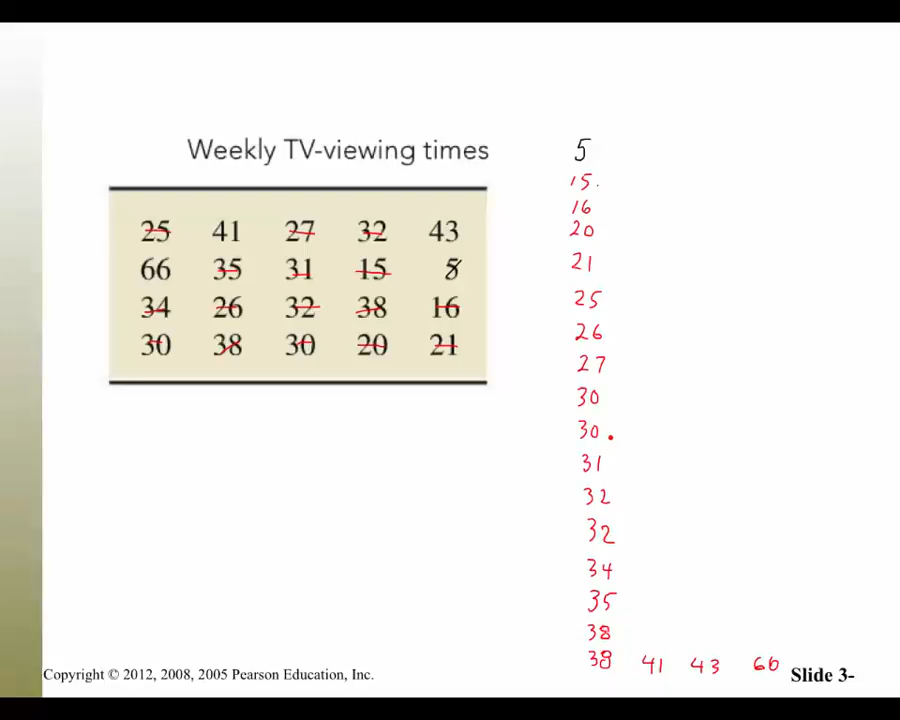 Weekly TV-viewing times
25 41 27 32 43
66 35 31 15 5
34 26 32 38 16
30 38 30 20 21
5
15.
16
20
21
25
26
27
30
30
31
32
32
34
35
38
38 41 43 66
Copyright © 2012, 2008, 2005 Pearson Education, Inc.
Slide 3-